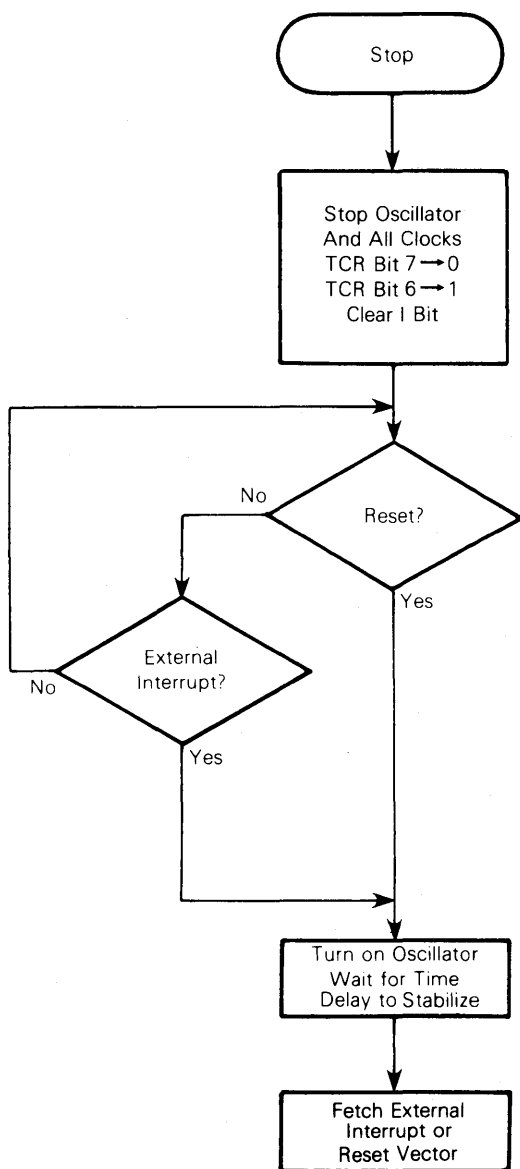 Stop
Stop Oscillator
And All Clocks
TCR Bit 7→0
TCR Bit 6→1
Clear I Bit
Reset?
No
Yes
External
Interrupt?
No
Yes
Turn on Oscillator
Wait for Time
Delay to Stabilize
Fetch External
Interrupt or
Reset Vector